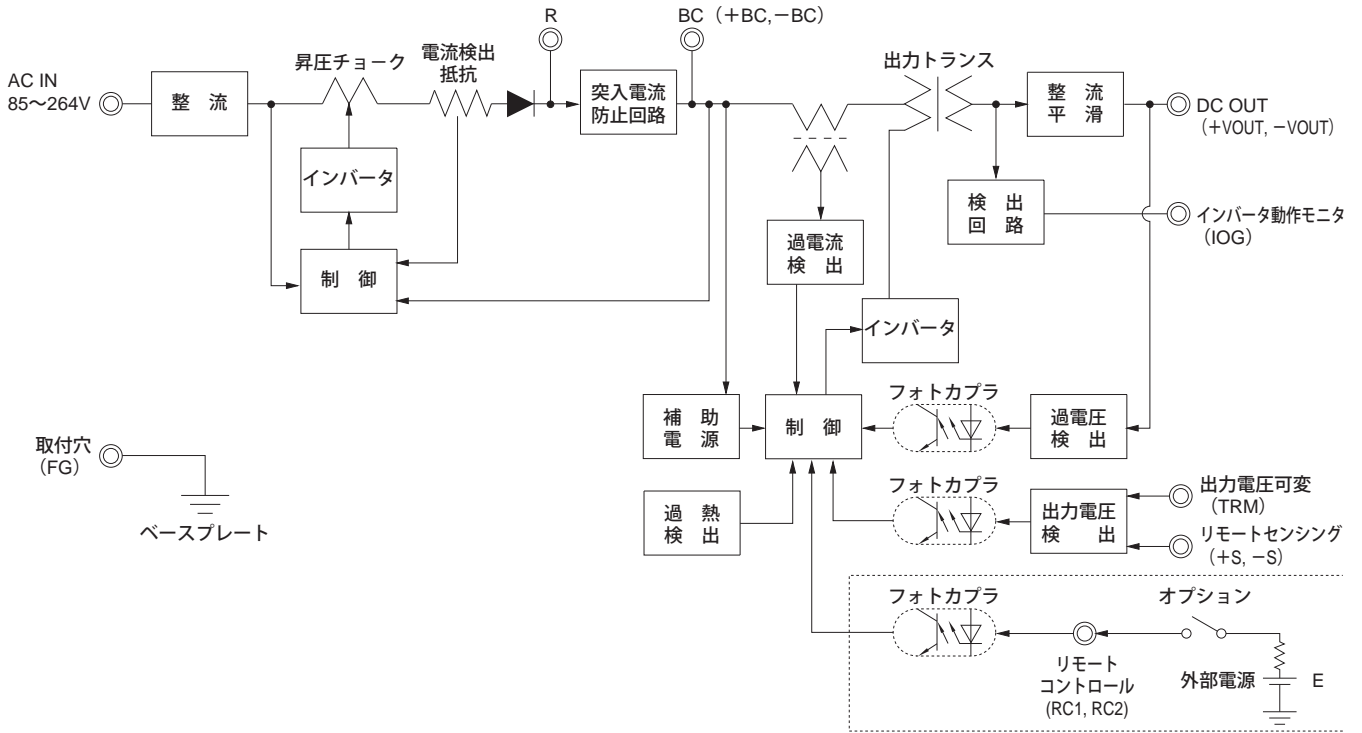 R
BC（+BC,−BC）
昇圧チョーク
電流検出
抵抗
出力トランス
AC IN
85〜264V
整 流
突入電流
防止回路
整 流
平 滑
DC OUT
（+VOUT, −VOUT）
インバータ
検 出
回 路
インバータ動作モニタ
（IOG）
過電流
検 出
制 御
インバータ
フォトカプラ
補 助
電 源
制 御
過電圧
検 出
取付穴
（FG）
ベースプレート
フォトカプラ
過 熱
検 出
出力電圧
検 出
出力電圧可変
（TRM）
リモートセンシング
（+S, −S）
フォトカプラ
オプション
リモート
コントロール
(RC1, RC2)
外部電源
E